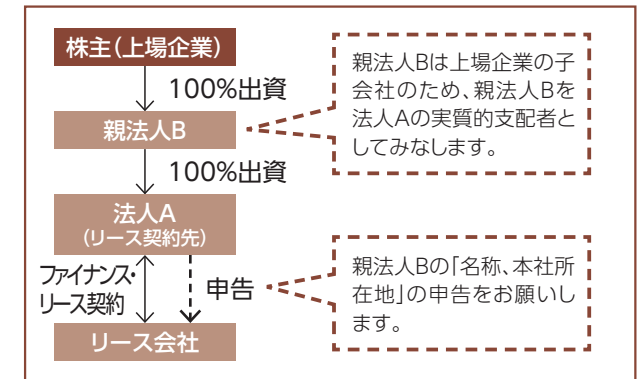 株主（上場企業）
100%出資
親法人Bは上場企業の子
会社のため、親法人Bを
法人Aの実質的支配者と
してみなします。
親法人B
100%出資
法人A
（リース契約先）
ファイナンス・
リース契約
申告
親法人Bの「名称、本社所
在地」の申告をお願いし
ます。
リース会社